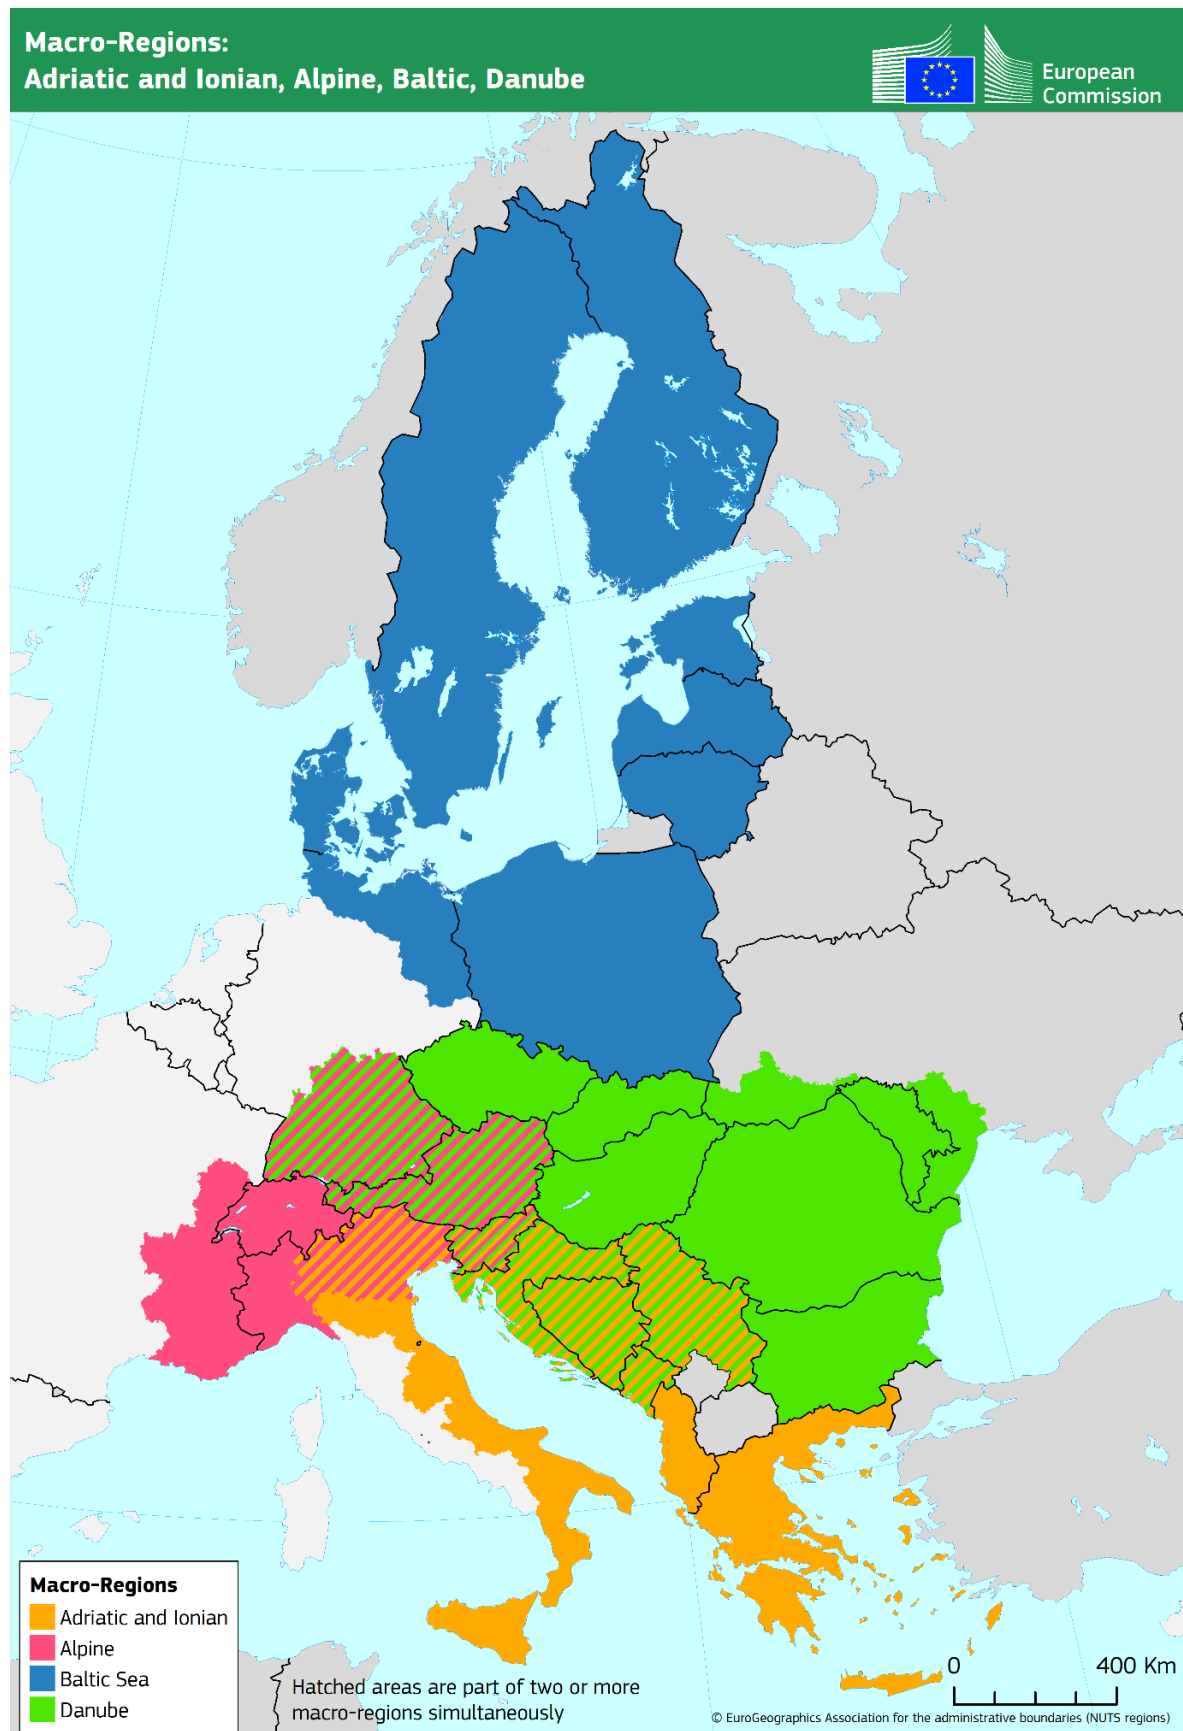 Macro-Regions:
Adriatic and Ionian, Alpine, Baltic, Danube
European
Commission
Macro-Regions
Adriatic and Ionian
Alpine
Baltic Sea
Danube
Hatched areas are part of two or more
macro-regions simultaneously
0 400 Km
© EuroGeographics Association for the administrative boundaries (NUTS regions)